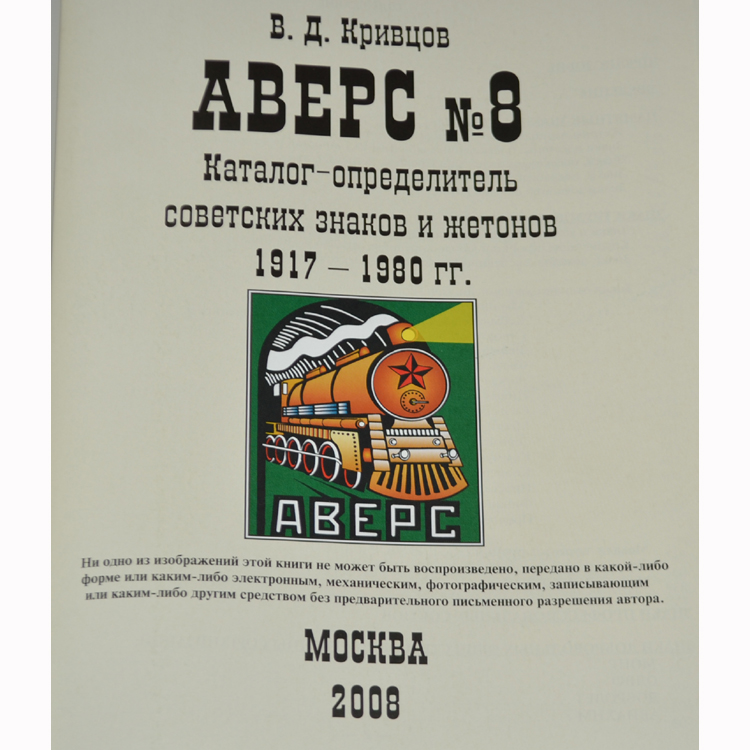 В. Д. Кривцов
АВЕРС №8
Каталог-определитель
советских знаков и жетонов
1917 – 1980 гг.
АВЕРС
Ни одно из изображений этой книги не может быть воспроизведено, передано в какой-либо
форме или каким-либо электронным, механическим, фотографическим, записывающим
или каким-либо другим средством без предварительного письменного разрешения автора.
МОСКВА
2008